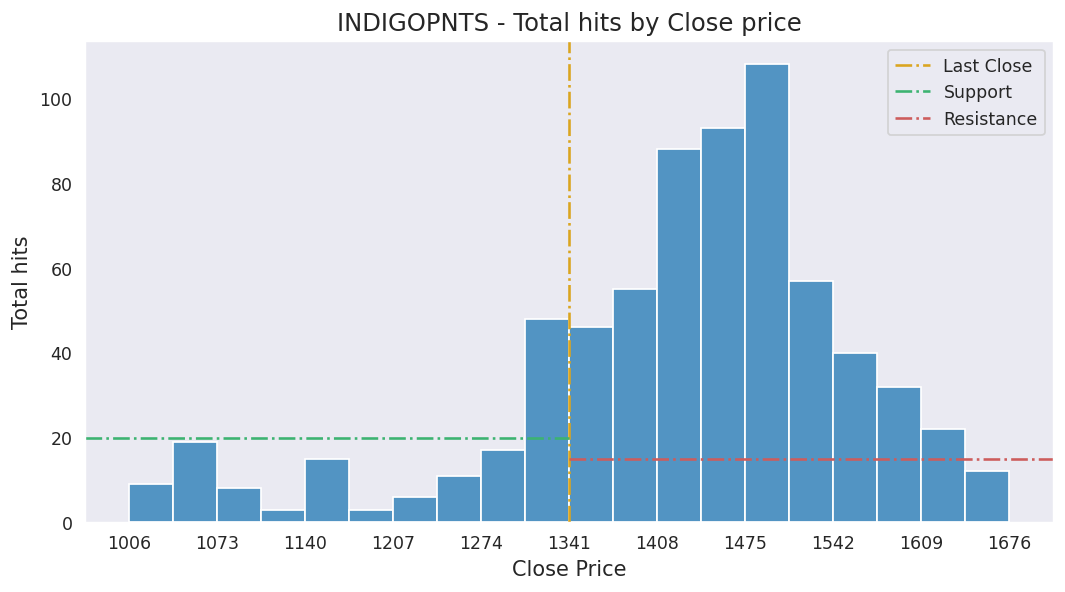 INDIGOPNTS - Total hits by Close price
Last Close
Support
Resistance
Total hits
100
80
60
40
20
0
1006 1073 1140 1207 1274 1341 1408 1475 1542 1609 1676
Close Price